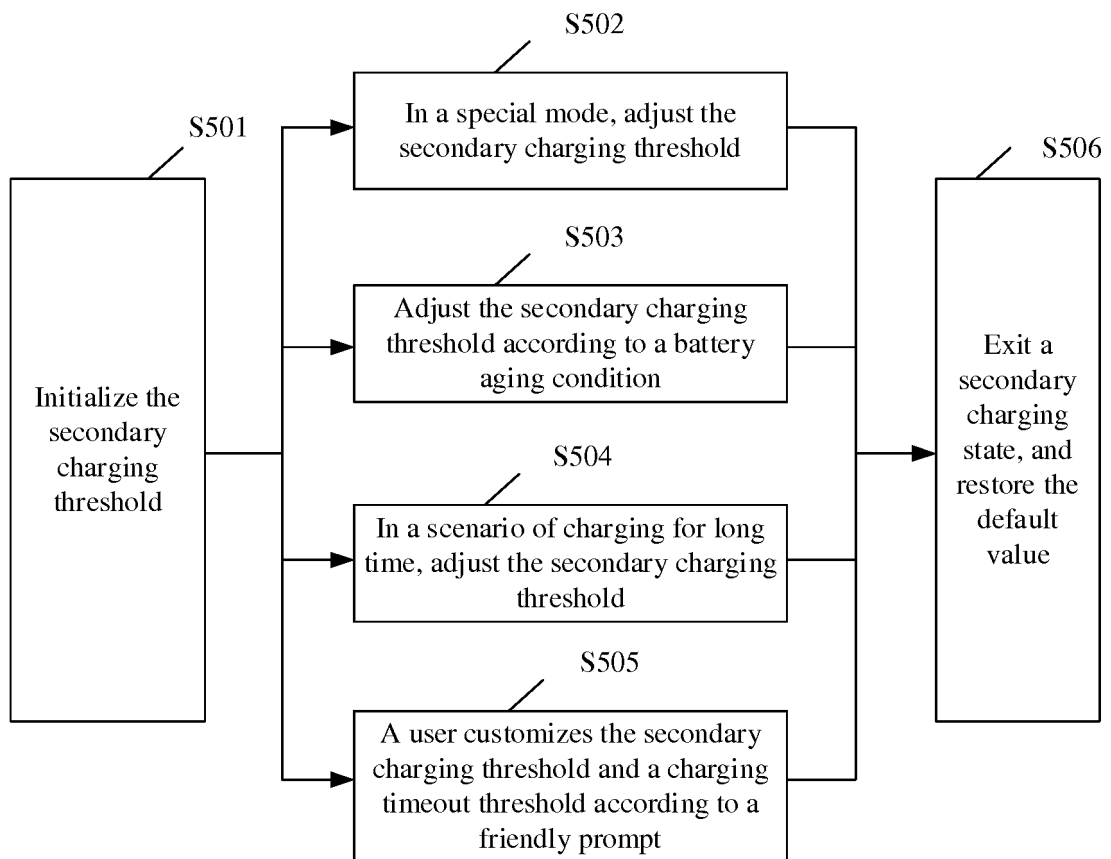 S501
Initialize the
secondary
charging
threshold
S502
In a special mode, adjust the
secondary charging threshold
S503
Adjust the secondary charging
threshold according to a battery
aging condition
S504
In a scenario of charging for long
time, adjust the secondary charging
threshold
S505
A user customizes the secondary
charging threshold and a charging
timeout threshold according to a
friendly prompt
S506
Exit a
secondary
charging
state, and
restore the
default
value